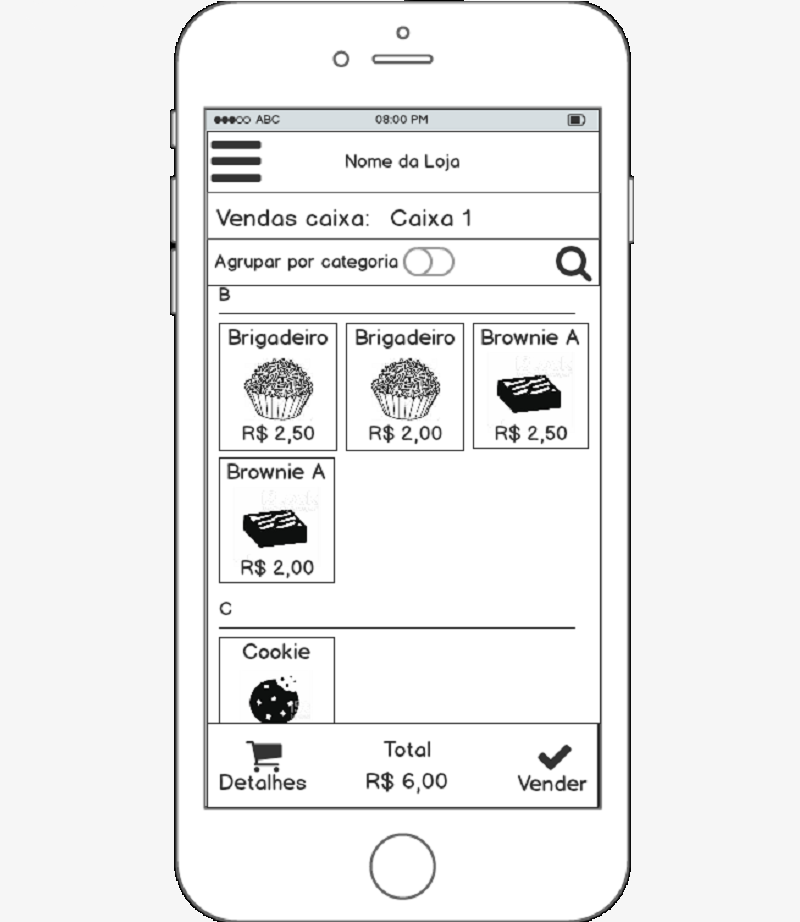 ABC 08:00 PM
Nome da Loja
Vendas caixa: Caixa 1
Agrupar por categoria
B
Brigadeiro Brigadeiro Brownie A
R$ 2,50 R$ 2,00 R$ 2,50
Brownie A
R$ 2,00
C
Cookie
Total
R$ 6,00
Detalhes Vender